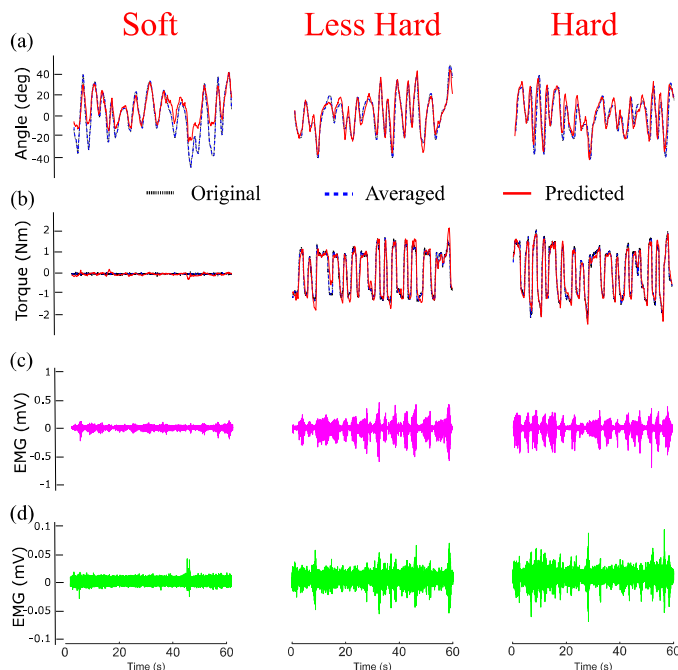 Soft Less Hard Hard
(a)
Angle (deg)
40
20
0
-20
-40
Original Averaged Predicted
(b)
Torque (Nm)
2
1
0
-1
-2
(c)
EMG (mV)
1
0.5
0
-0.5
-1
(d)
EMG (mV)
0.1
0.05
0
-0.05
-0.1
0 20 40 60 0 20 40 60 0 20 40 60
Time (s) Time (s) Time (s)